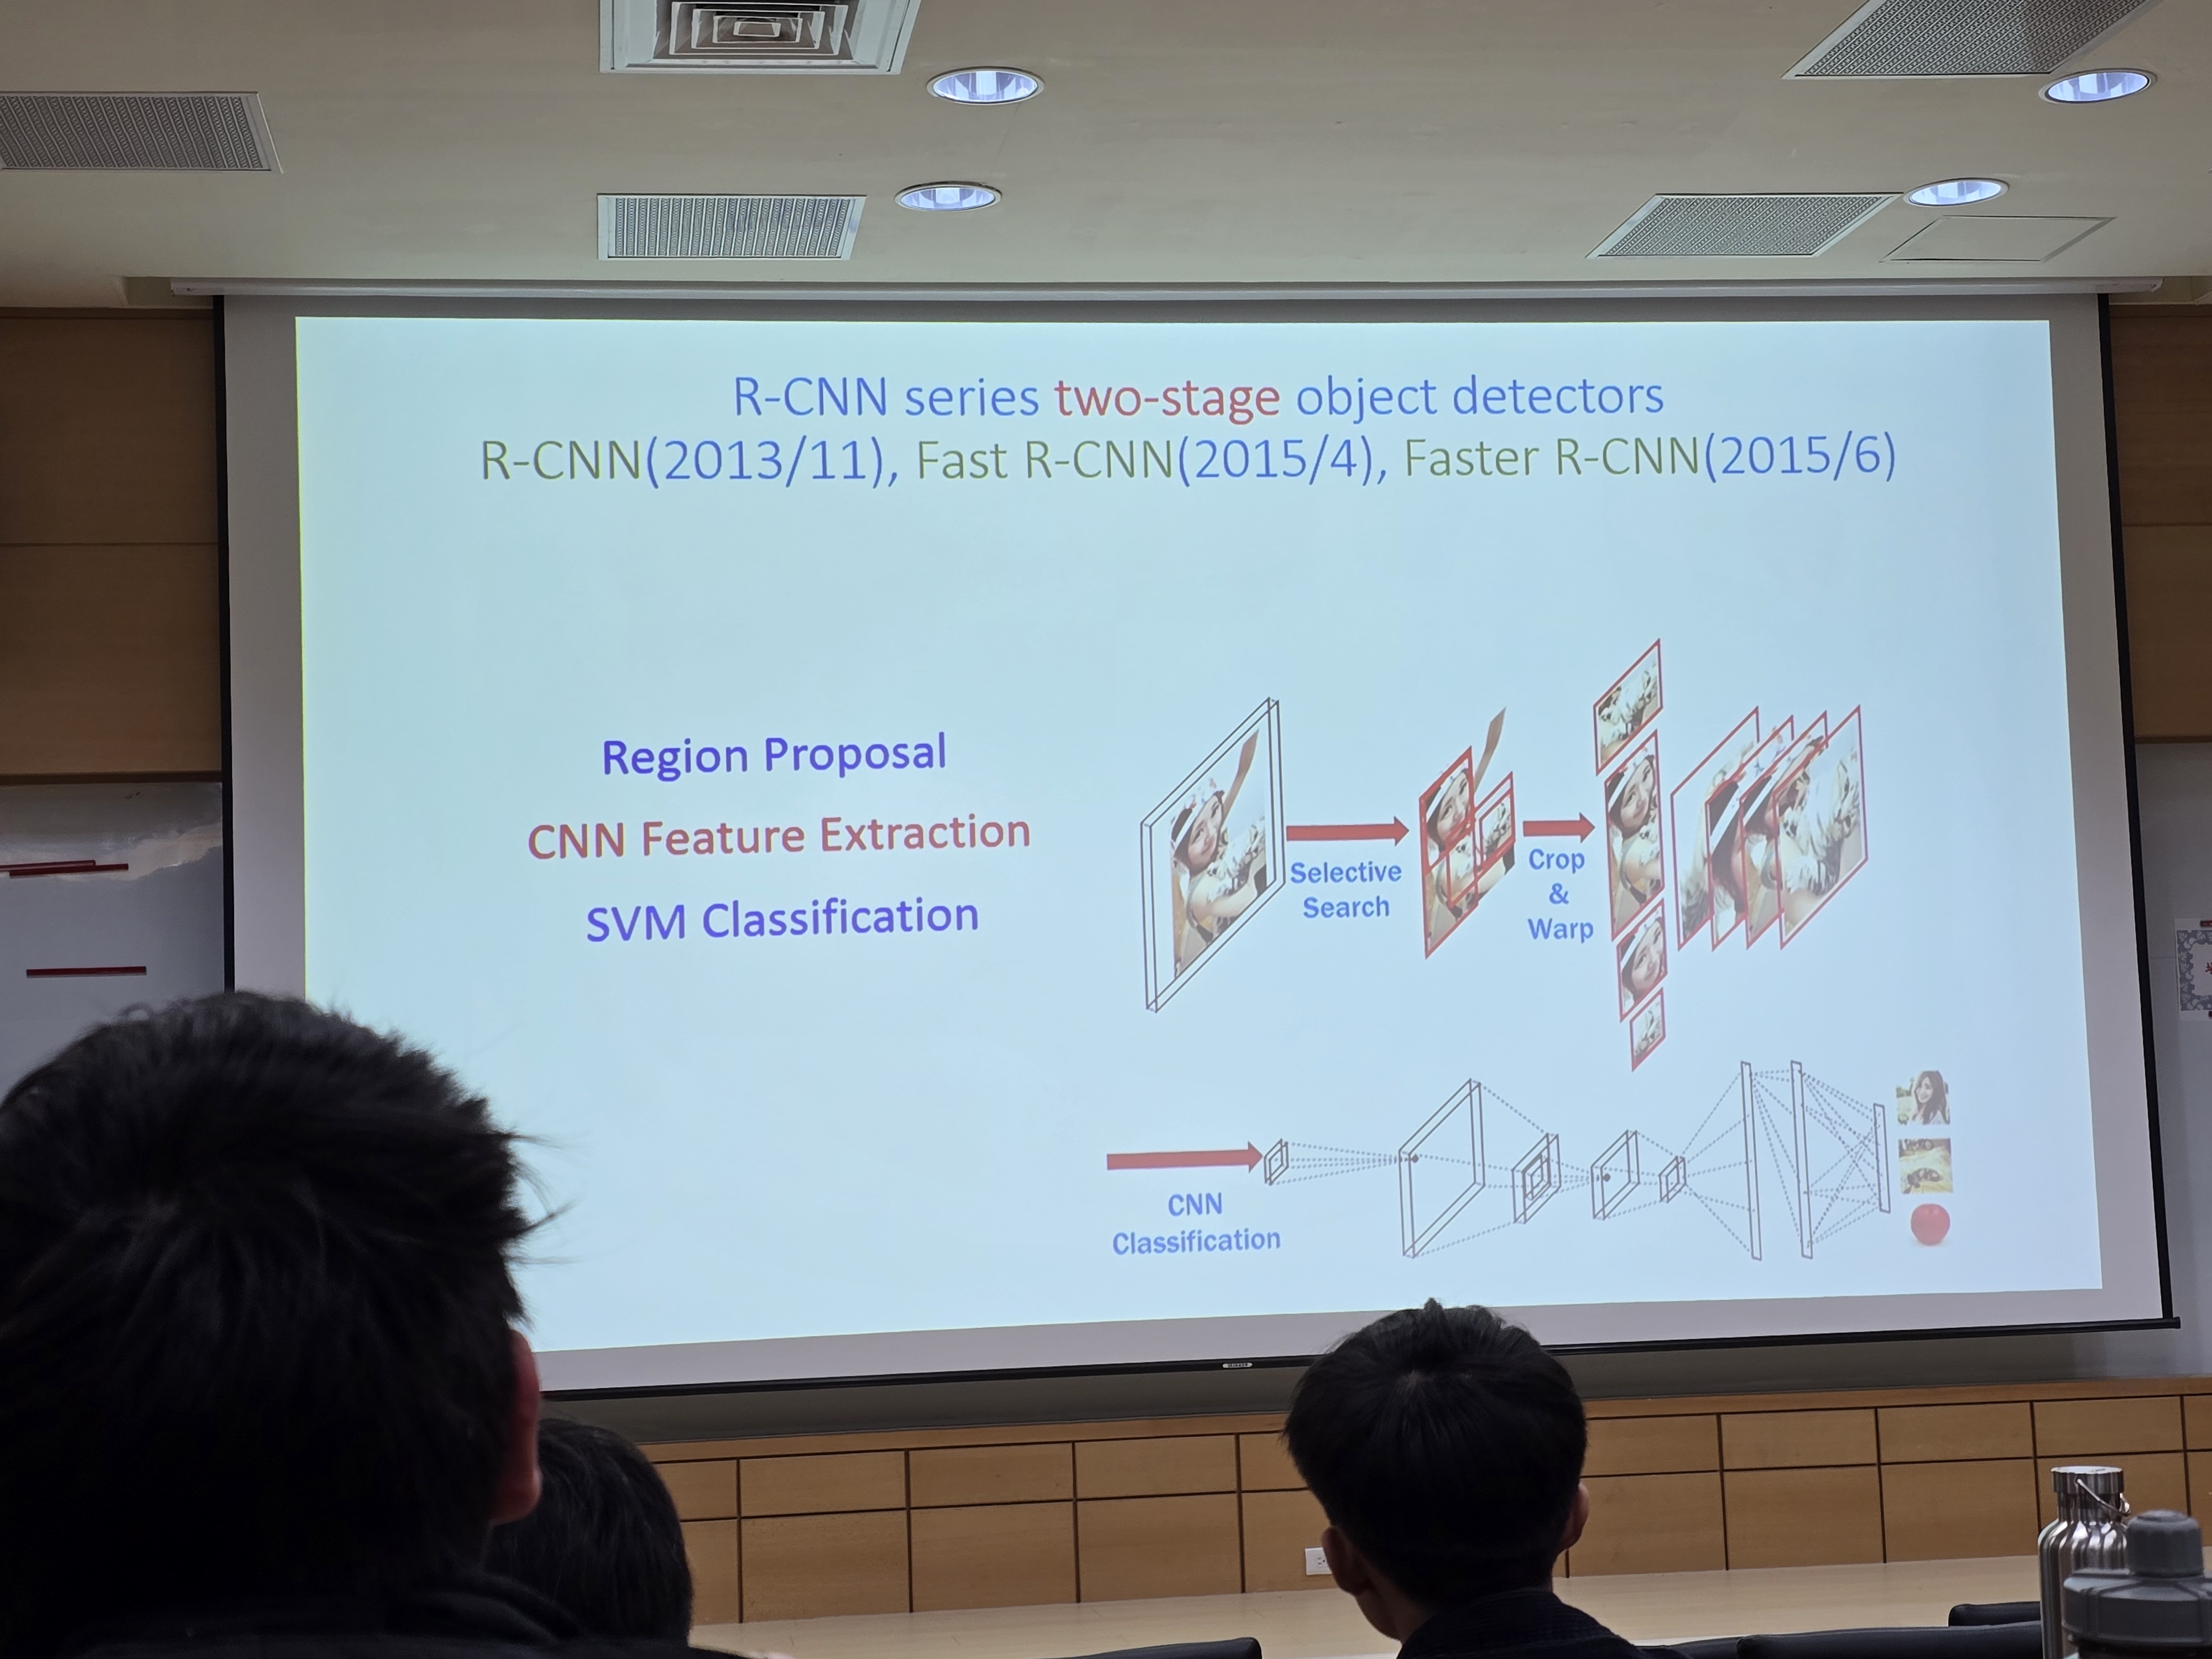 R-CNN series two-stage object detectors
R-CNN(2013/11), Fast R-CNN(2015/4), Faster R-CNN(2015/6)
Region Proposal
CNN Feature Extraction
SVM Classification
Selective
Search
Crop
&
Warp
CNN
Classification